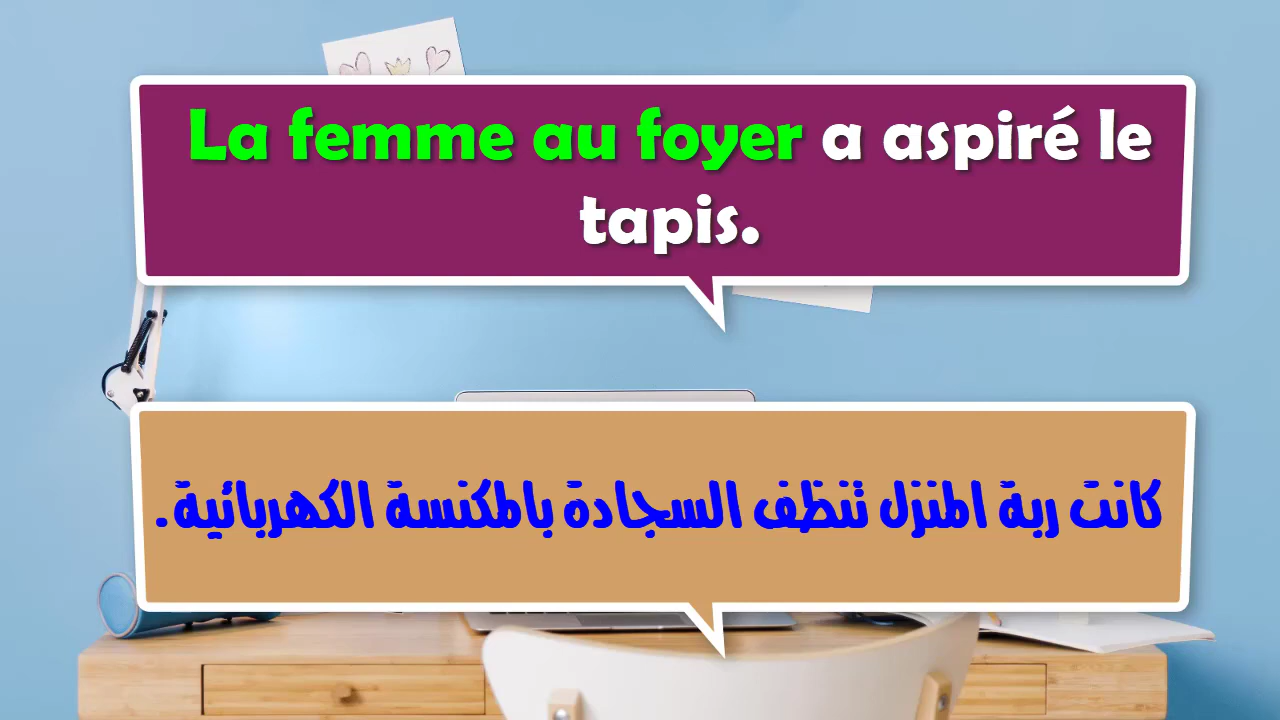 La femme au foyer a aspiré le
tapis.
كانت ربة المنزل تنظف السجادة بالمكنسة الكهربائية.